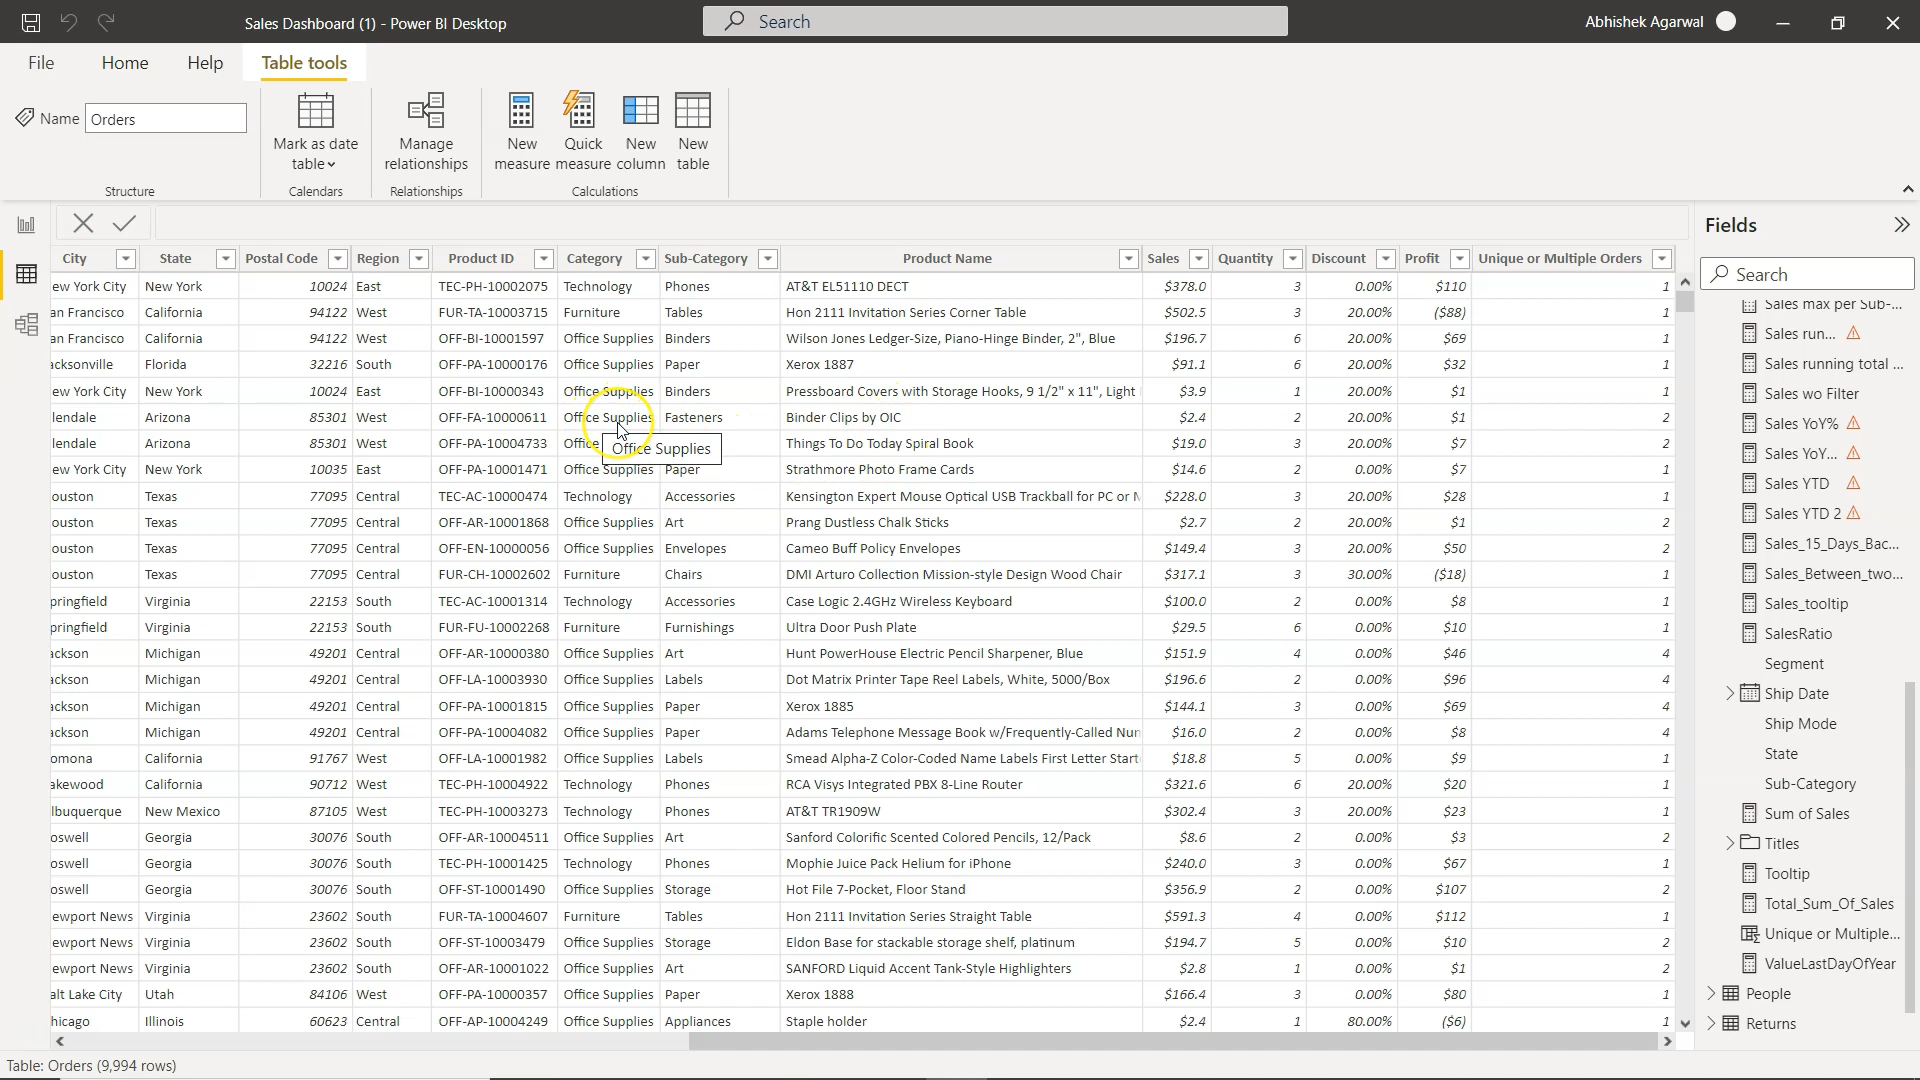 Sales Dashboard (1) - Power BI Desktop
Search
Abhishek Agarwal
File Home Help Table tools
Name Orders
Mark as date table
Manage relationships
New measure
Quick measure
New column
New table
Structure Calendars Relationships Calculations
City State Postal Code Region Product ID Category Sub-Category Product Name Sales Quantity Discount Profit Unique or Multiple Orders
ew York City New York 10024 East TEC-PH-10002075 Technology Phones AT&T EL51110 DECT $378.0 3 0.00% $110 1
an Francisco California 94122 West FUR-TA-10003715 Furniture Tables Hon 2111 Invitation Series Corner Table $502.5 3 20.00% ($88) 1
an Francisco California 94122 West OFF-BI-10001597 Office Supplies Binders Wilson Jones Ledger-Size, Piano-Hinge Binder, 2", Blue $196.7 6 20.00% $69 1
acksonville Florida 32216 South OFF-PA-10000176 Office Supplies Paper Xerox 1887 $91.1 6 20.00% $32 1
ew York City New York 10024 East OFF-BI-10000343 Office Supplies Binders Pressboard Covers with Storage Hooks, 9 1/2" x 11", Light $3.9 1 20.00% $1 1
lendale Arizona 85301 West OFF-FA-10000611 Office Supplies Fasteners Binder Clips by OIC $2.4 2 20.00% $1 2
lendale Arizona 85301 West OFF-PA-10004733 Office Things To Do Today Spiral Book $19.0 3 20.00% $7 2
Office Supplies
ew York City New York 10035 East OFF-PA-10001471 Office Supplies Paper Strathmore Photo Frame Cards $14.6 2 0.00% $7 1
ouston Texas 77095 Central TEC-AC-10000474 Technology Accessories Kensington Expert Mouse Optical USB Trackball for PC or $228.0 3 20.00% $28 1
ouston Texas 77095 Central OFF-AR-10001868 Office Supplies Art Prang Dustless Chalk Sticks $2.7 2 20.00% $1 2
ouston Texas 77095 Central OFF-EN-10000056 Office Supplies Envelopes Cameo Buff Policy Envelopes $149.4 3 20.00% $50 2
ouston Texas 77095 Central FUR-CH-10002602 Furniture Chairs DMI Arturo Collection Mission-style Design Wood Chair $317.1 3 30.00% ($18) 1
pringfield Virginia 22153 South TEC-AC-10001314 Technology Accessories Case Logic 2.4GHz Wireless Keyboard $100.0 2 0.00% $8 1
pringfield Virginia 22153 South FUR-FU-10002268 Furniture Furnishings Ultra Door Push Plate $29.5 6 0.00% $10 1
ackson Michigan 49201 Central OFF-AR-10000380 Office Supplies Art Hunt PowerHouse Electric Pencil Sharpener, Blue $151.9 4 0.00% $46 4
ackson Michigan 49201 Central OFF-LA-10003930 Office Supplies Labels Dot Matrix Printer Tape Reel Labels, White, 5000/Box $196.6 2 0.00% $96 4
ackson Michigan 49201 Central OFF-PA-10001815 Office Supplies Paper Xerox 1885 $144.1 3 0.00% $69 4
ackson Michigan 49201 Central OFF-PA-10004082 Office Supplies Paper Adams Telephone Message Book w/Frequently-Called Nun $16.0 2 0.00% $8 4
omona California 91767 West OFF-LA-10001982 Office Supplies Labels Smead Alpha-Z Color-Coded Name Labels First Letter Start $18.8 5 0.00% $9 1
akewood California 90712 West TEC-PH-10004922 Technology Phones RCA Visys Integrated PBX 8-Line Router $321.6 6 20.00% $20 1
lbuquerque New Mexico 87105 West TEC-PH-10003273 Technology Phones AT&T TR1909W $302.4 3 20.00% $23 1
oswell Georgia 30076 South OFF-AR-10004511 Office Supplies Art Sanford Colorific Scented Colored Pencils, 12/Pack $8.6 2 0.00% $3 2
oswell Georgia 30076 South TEC-PH-10001425 Technology Phones Mophie Juice Pack Helium for iPhone $240.0 3 0.00% $67 1
oswell Georgia 30076 South OFF-ST-10001490 Office Supplies Storage Hot File 7-Pocket, Floor Stand $356.9 2 0.00% $107 2
ewport News Virginia 23602 South FUR-TA-10004607 Furniture Tables Hon 2111 Invitation Series Straight Table $591.3 4 0.00% $112 1
ewport News Virginia 23602 South OFF-ST-10003479 Office Supplies Storage Eldon Base for stackable storage shelf, platinum $194.7 5 0.00% $10 2
ewport News Virginia 23602 South OFF-AR-10001022 Office Supplies Art SANFORD Liquid Accent Tank-Style Highlighters $2.8 1 0.00% $1 2
alt Lake City Utah 84106 West OFF-PA-10000357 Office Supplies Paper Xerox 1888 $166.4 3 0.00% $80 1
hicago Illinois 60623 Central OFF-AP-10004249 Office Supplies Appliances Staple holder $2.4 1 80.00% ($6) 1
Table: Orders (9,994 rows)
Fields
Search
Sales max per Sub-...
Sales run...
Sales running total ...
Sales wo Filter
Sales YoY%
Sales YoY...
Sales YTD
Sales YTD 2
Sales_15_Days_Bac...
Sales_Between_two...
Sales_tooltip
SalesRatio
Segment
Ship Date
Ship Mode
State
Sub-Category
Sum of Sales
Titles
Tooltip
Total_Sum_Of_Sales
Unique or Multiple...
ValueLastDayOfYear
People
Returns